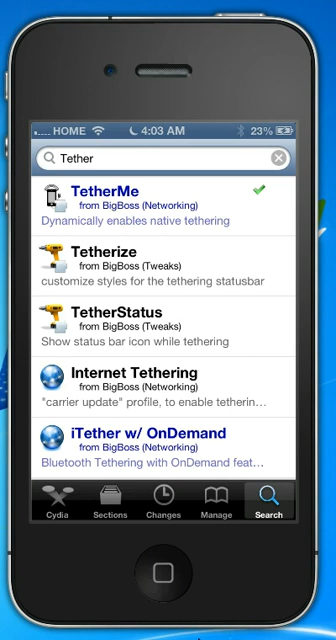 ..... HOME 4:03 AM 23%
Tether
TetherMe
from BigBoss (Networking)
Dynamically enables native tethering
Tetherize
from BigBoss (Tweaks)
customize styles for the tethering statusbar
TetherStatus
from BigBoss (Tweaks)
Show status bar icon while tethering
Internet Tethering
from BigBoss (Networking)
"carrier update" profile, to enable tetherin…
iTether w/ OnDemand
from BigBoss (Networking)
Bluetooth Tethering with OnDemand feat…
Cydia Sections Changes Manage Search